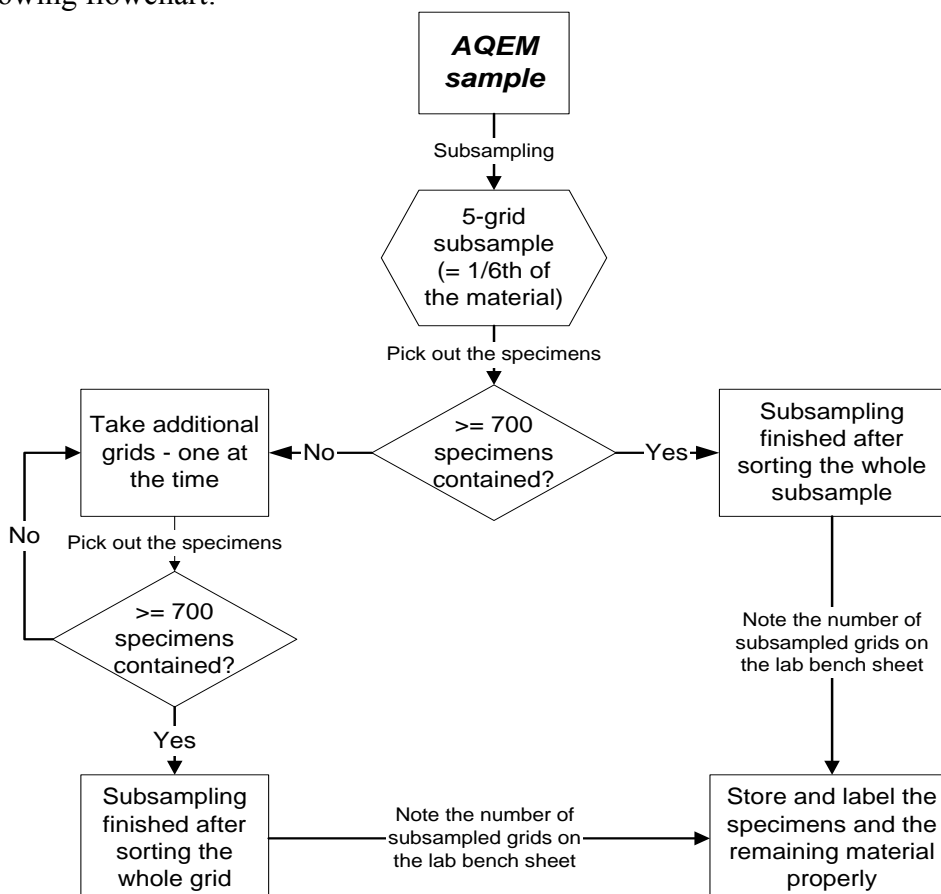 AQEM
sample
Subsampling
5-grid
subsample
(= 1/6th of
the material)
Pick out the specimens
>= 700
specimens
contained?
No
Yes
Take additional
grids - one at
the time
Subsampling
finished after
sorting the whole
subsample
No
Pick out the specimens
>= 700
specimens
contained?
Note the number of
subsampled grids on
the lab bench sheet
Yes
Subsampling
finished after
sorting the
whole grid
Note the number of
subsampled grids on
the lab bench sheet
Store and label the
specimens and the
remaining material
properly